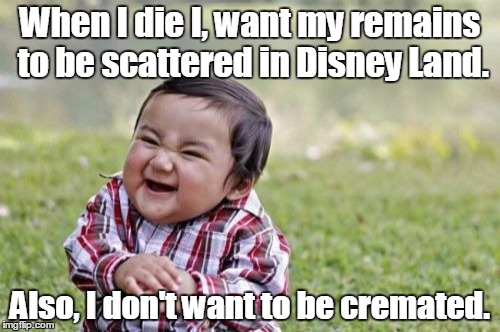 When I die I, want my remains
to be scattered in Disney Land.
Also, I don't want to be cremated.
imgflip.com